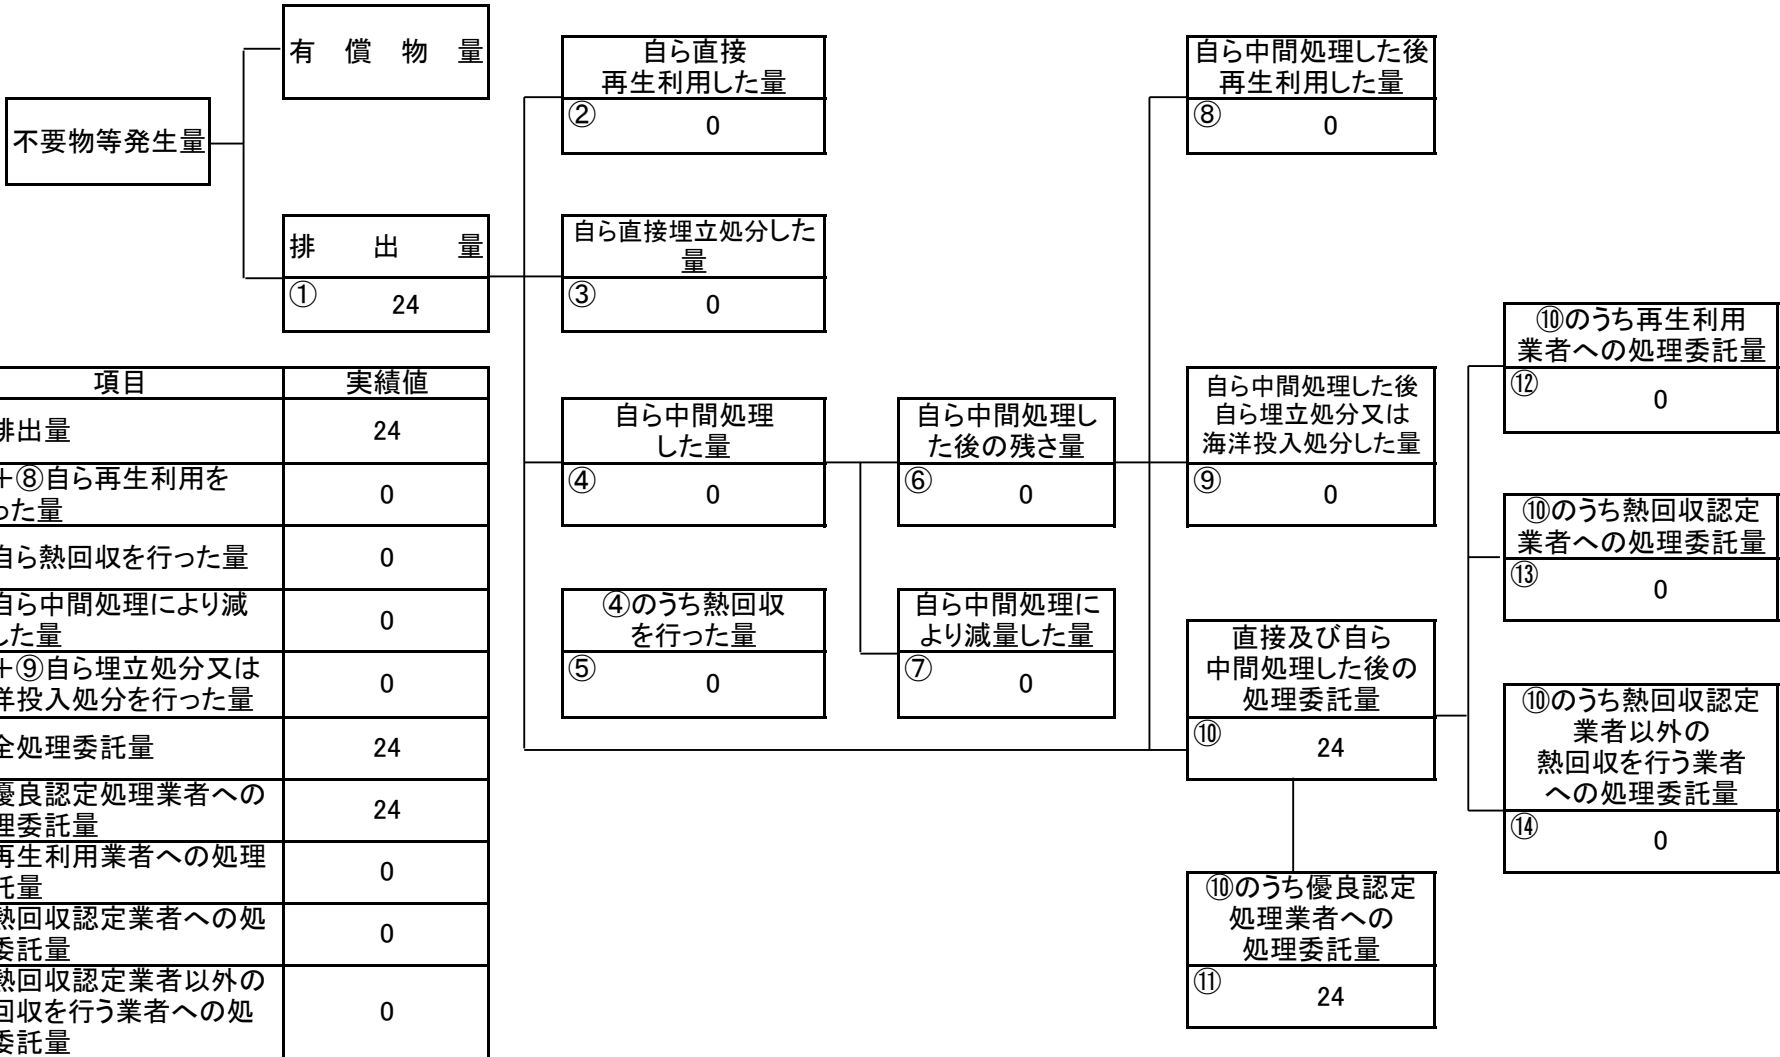 有償物量
不要物等発生量
排出量
① 24
自ら直接
再生利用した量
② 0
自ら直接埋立処分した
量
③ 0
自ら中間処理
した量
④ 0
④のうち熱回収
を行った量
⑤ 0
自ら中間処理し
た後の残さ量
⑥ 0
自ら中間処理に
より減量した量
⑦ 0
自ら中間処理した後
再生利用した量
⑧ 0
自ら中間処理した後
自ら埋立処分又は
海洋投入処分した量
⑨ 0
直接及び自ら
中間処理した後の
処理委託量
⑩ 24
⑩のうち優良認定
処理業者への
処理委託量
⑪ 24
⑩のうち再生利用
業者への処理委託量
⑫ 0
⑩のうち熱回収認定
業者への処理委託量
⑬ 0
⑩のうち熱回収認定
業者以外の
熱回収を行う業者
への処理委託量
⑭ 0
項目 実績値
排出量 24
+⑧自ら再生利用を
った量 0
自ら熱回収を行った量 0
自ら中間処理により減
した量 0
+⑨自ら埋立処分又は
洋投入処分を行った量 0
全処理委託量 24
優良認定処理業者への
理委託量 24
再生利用業者への処理
託量 0
熱回収認定業者への処
委託量 0
熱回収認定業者以外の
回収を行う業者への処
委託量 0